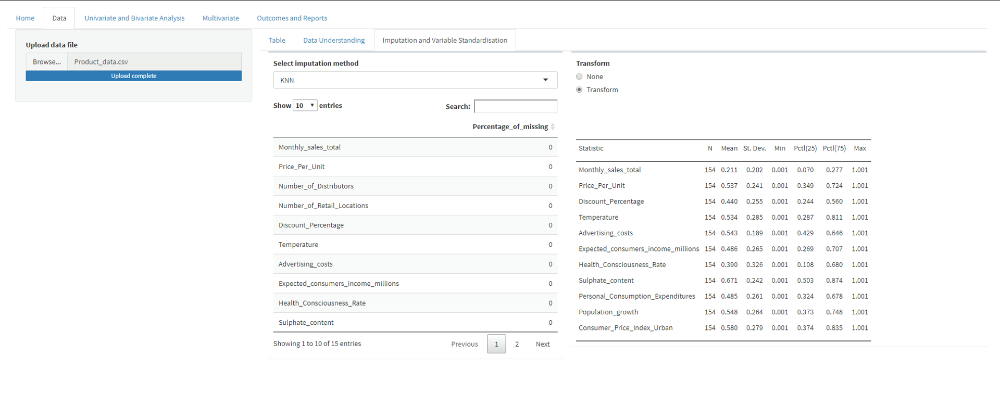 Home Data Univariate and Bivariate Analysis Multivariate Outcomes and Reports
Upload data file
Browse... Product_data.csv
Upload complete
Table Data Understanding Imputation and Variable Standardisation
Select imputation method
KNN
Show 10 entries Search:
Percentage_of_missing
Monthly_sales_total 0
Price_Per_Unit 0
Number_of_Distributors 0
Number_of_Retail_Locations 0
Discount_Percentage 0
Temperature 0
Advertising_costs 0
Expected_consumers_income_millions 0
Health_Consciousness_Rate 0
Sulphate_content 0
Showing 1 to 10 of 15 entries Previous 1 2 Next
Transform
None
Transform
Statistic N Mean St. Dev. Min Pctl(25) Pctl(75) Max
Monthly_sales_total 154 0.211 0.202 0.001 0.070 0.277 1.001
Price_Per_Unit 154 0.537 0.241 0.001 0.349 0.724 1.001
Discount_Percentage 154 0.440 0.255 0.001 0.244 0.560 1.001
Temperature 154 0.534 0.285 0.001 0.287 0.811 1.001
Advertising_costs 154 0.543 0.189 0.001 0.429 0.646 1.001
Expected_consumers_income_millions 154 0.486 0.265 0.001 0.269 0.707 1.001
Health_Consciousness_Rate 154 0.390 0.326 0.001 0.108 0.680 1.001
Sulphate_content 154 0.671 0.242 0.001 0.503 0.874 1.001
Personal_Consumption_Expenditures 154 0.485 0.261 0.001 0.324 0.678 1.001
Population_growth 154 0.548 0.264 0.001 0.373 0.748 1.001
Consumer_Price_Index_Urban 154 0.580 0.279 0.001 0.374 0.835 1.001